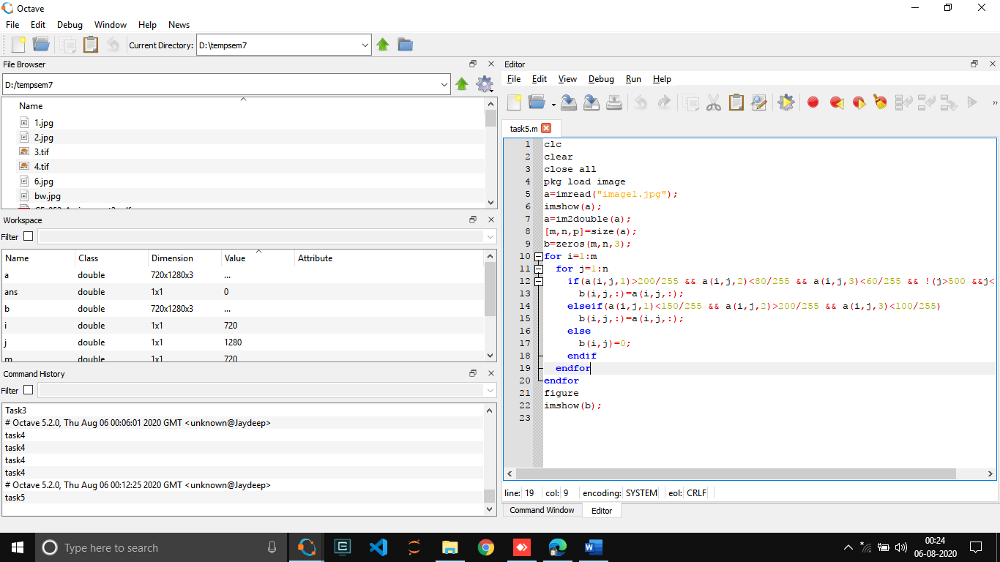 Octave
File Edit Debug Window Help News
Current Directory: D:\tempsem7
File Browser
D:/tempsem7
Name
1.jpg
2.jpg
3.tif
4.tif
6.jpg
bw.jpg
Workspace
Filter
Name Class Dimension Value Attribute
a double 720x1280x3 ...
ans double 1x1 0
b double 720x1280x3 ...
i double 1x1 720
j double 1x1 1280
m double 1x1 720
Command History
Filter
Task3
# Octave 5.2.0, Thu Aug 06 00:06:01 2020 GMT <unknown@Jaydeep>
task4
task4
task4
task4
# Octave 5.2.0, Thu Aug 06 00:12:25 2020 GMT <unknown@Jaydeep>
task5
Editor
File Edit View Debug Run Help
task5.m
1 clc
2 clear
3 close all
4 pkg load image
5 a=imread("image1.jpg");
6 imshow(a);
7 a=im2double(a);
8 [m,n,p]=size(a);
9 b=zeros(m,n,3);
10 for i=1:m
11 for j=1:n
12 if(a(i,j,1)>200/255 && a(i,j,2)<80/255 && a(i,j,3)<60/255 && !(j>500 &&j<
13 b(i,j,:)=a(i,j,:);
14 elseif(a(i,j,1)<150/255 && a(i,j,2)>200/255 && a(i,j,3)<100/255)
15 b(i,j,:)=a(i,j,:);
16 else
17 b(i,j)=0;
18 endif
19 endfor
20 endfor
21 figure
22 imshow(b);
23
line: 19 col: 9 encoding: SYSTEM eol: CRLF
Command Window Editor
Type here to search
00:24
06-08-2020